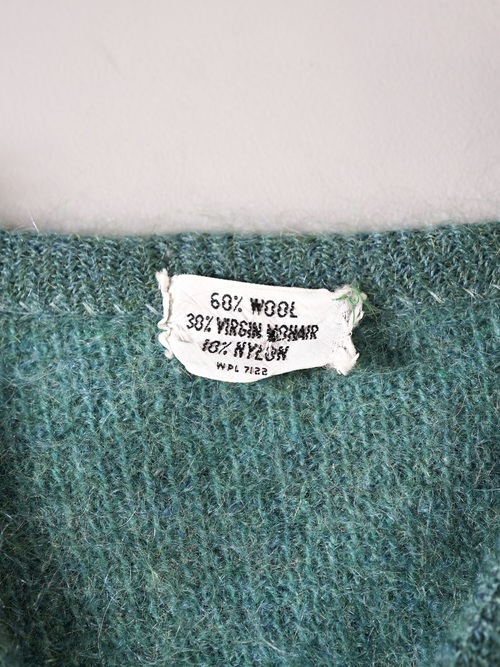 60% WOOL
30% VIRGIN MOHAIR
10% NYLON
WPL 7122